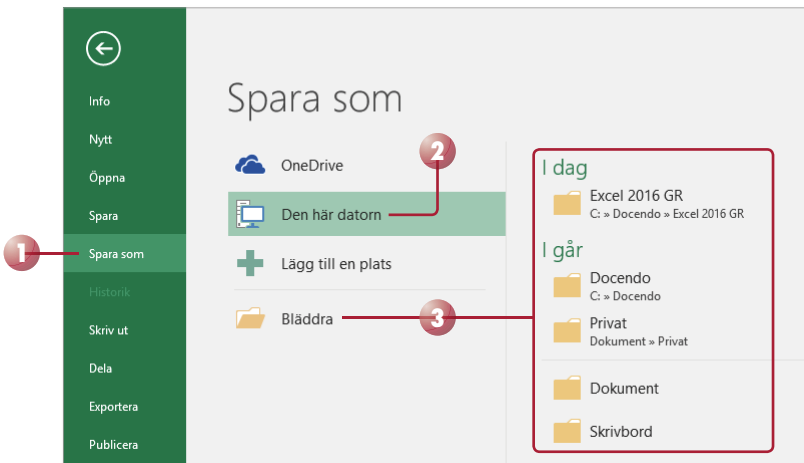 Info
Nytt
Öppna
Spara
Spara som
Historik
Skriv ut
Dela
Exportera
Publicera
1
Spara som
OneDrive
2
Den här datorn
Lägg till en plats
Bläddra
3
I dag
Excel 2016 GR
C: » Docendo » Excel 2016 GR
I går
Docendo
C: » Docendo
Privat
Dokument » Privat
Dokument
Skrivbord